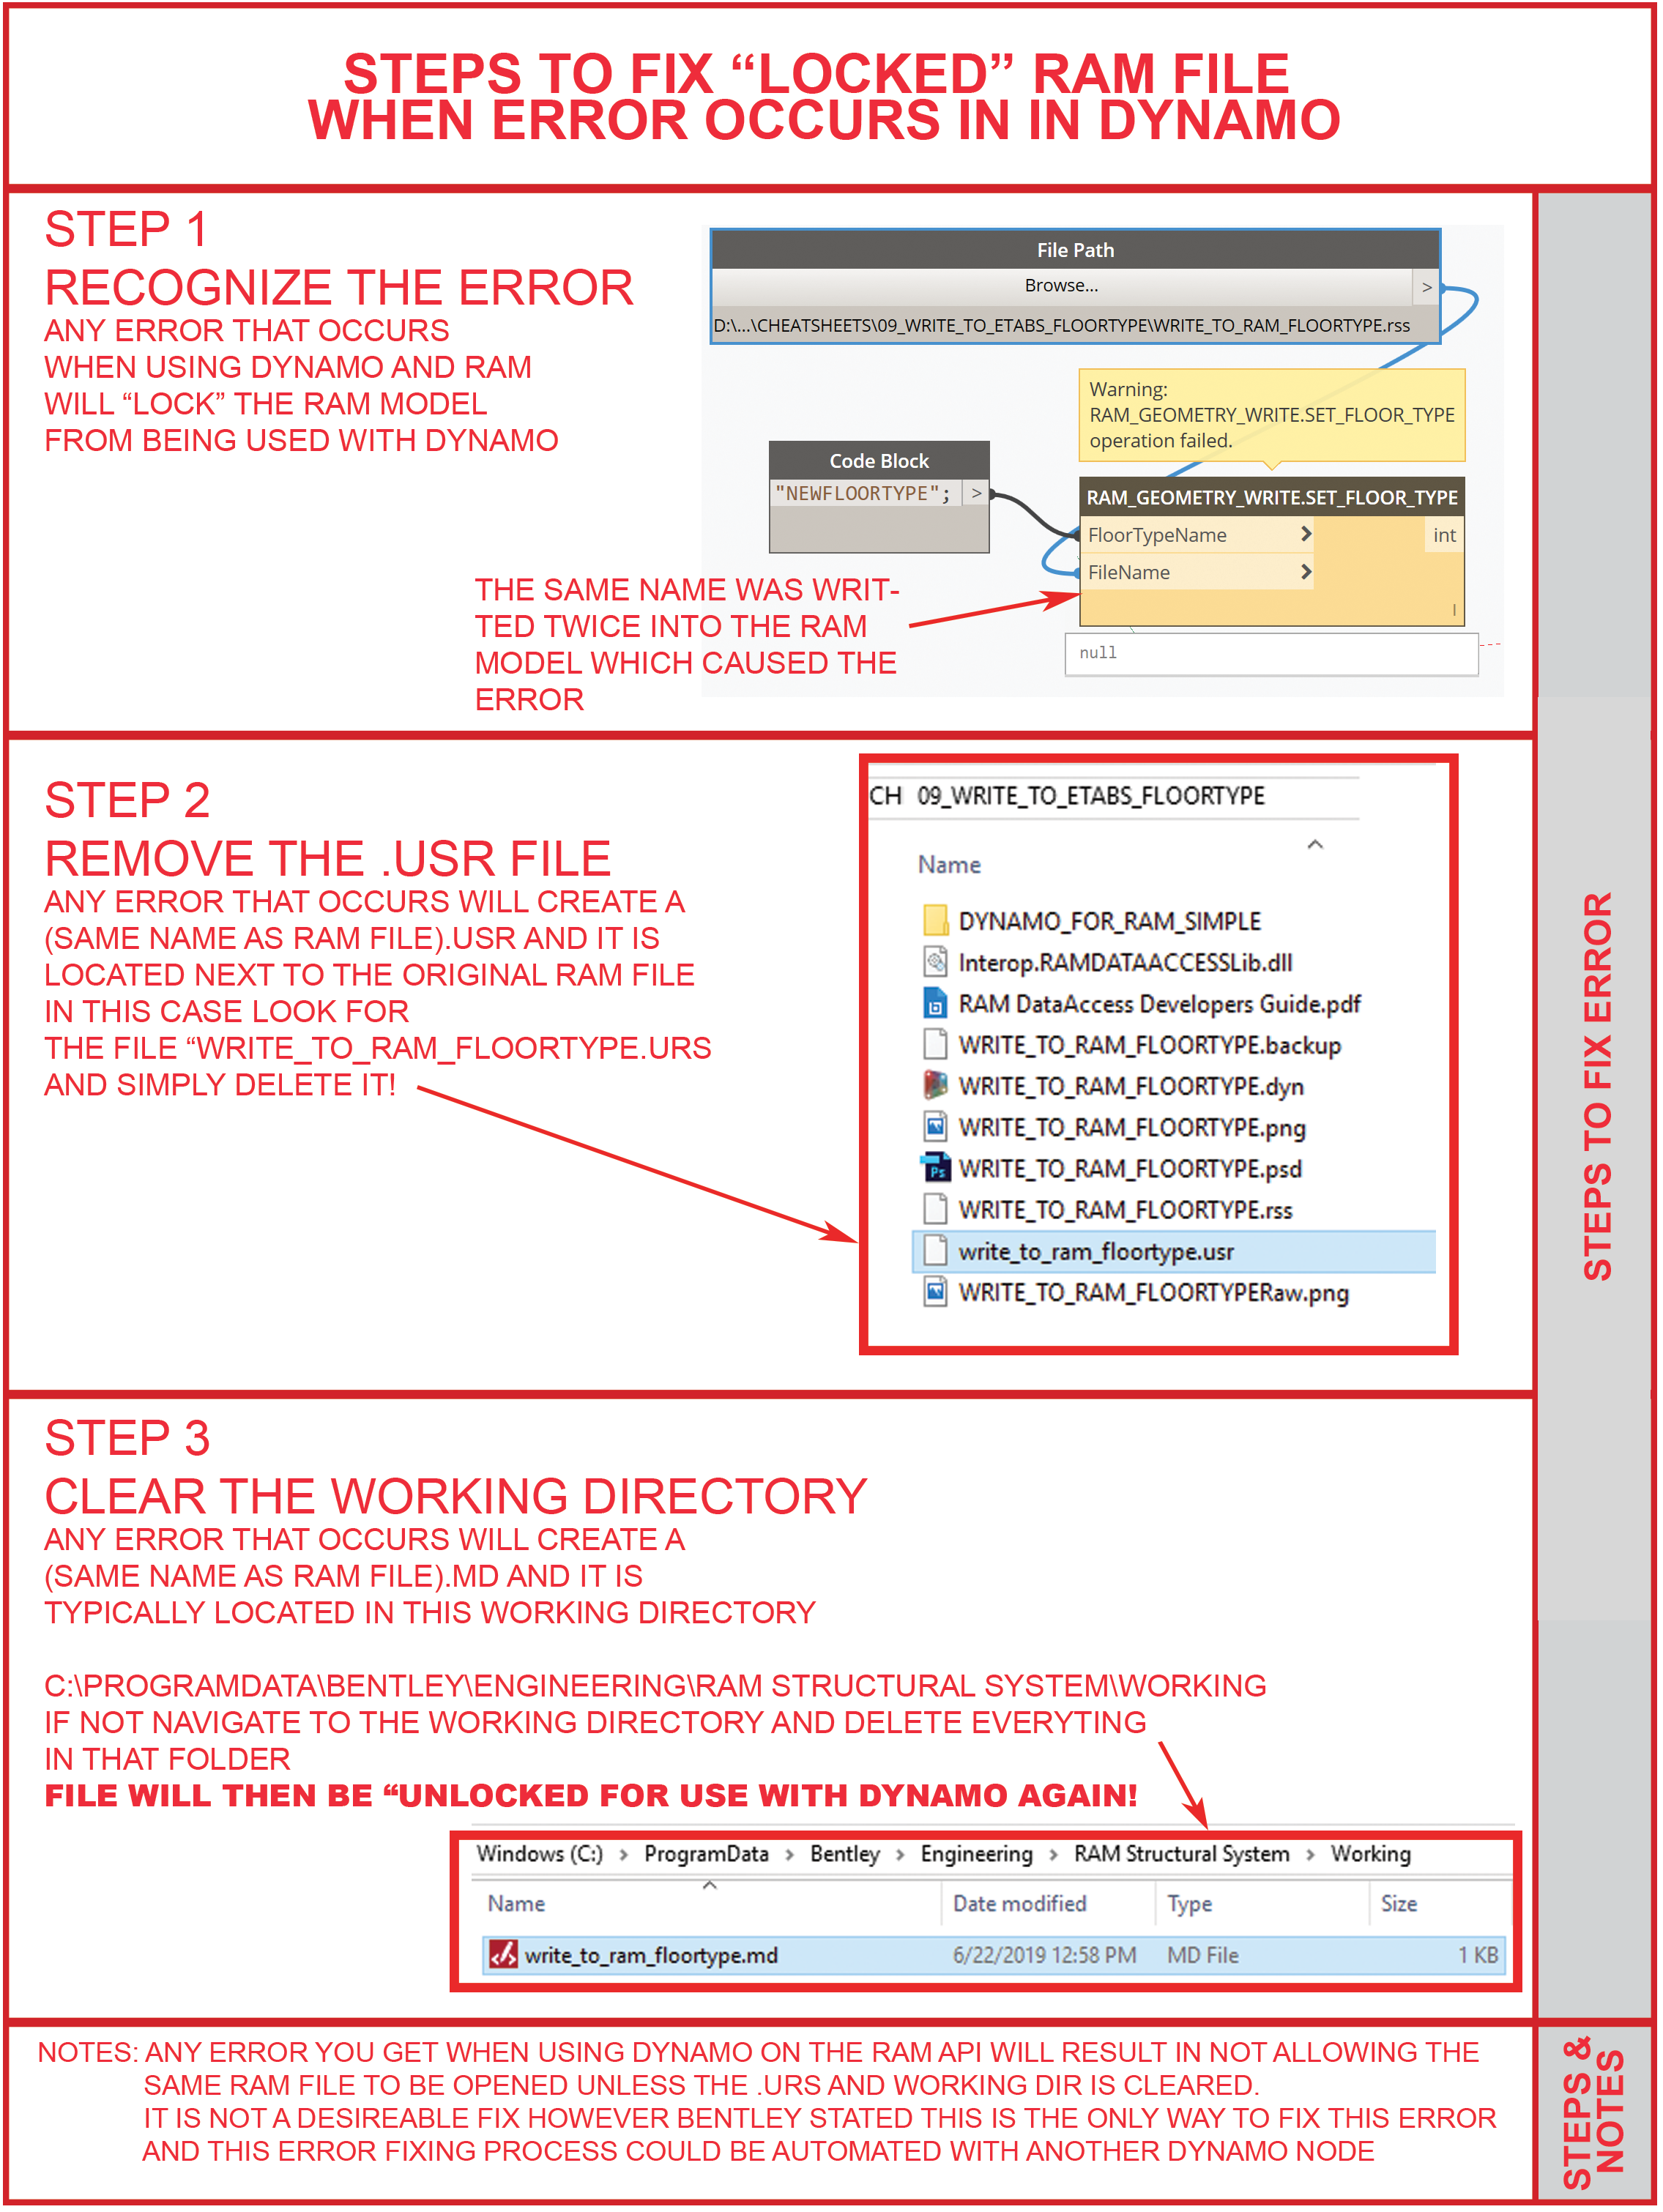 STEPS TO FIX “LOCKED” RAM FILE
WHEN ERROR OCCURS IN IN DYNAMO
STEP 1
RECOGNIZE THE ERROR
ANY ERROR THAT OCCURS
WHEN USING DYNAMO AND RAM
WILL “LOCK” THE RAM MODEL
FROM BEING USED WITH DYNAMO
File Path
Browse...
>
D:\...\CHEATSHEETS\09_WRITE_TO_ETABS_FLOORTYPE\WRITE_TO_RAM_FLOORTYPE.rss
Warning:
RAM_GEOMETRY_WRITE.SET_FLOOR_TYPE
operation failed.
Code Block
"NEWFLOORTYPE"; >
RAM_GEOMETRY_WRITE.SET_FLOOR_TYPE
FloorTypeName > int
FileName >
l
null
THE SAME NAME WAS WRIT-
TED TWICE INTO THE RAM
MODEL WHICH CAUSED THE
ERROR
STEP 2
REMOVE THE .USR FILE
ANY ERROR THAT OCCURS WILL CREATE A
(SAME NAME AS RAM FILE).USR AND IT IS
LOCATED NEXT TO THE ORIGINAL RAM FILE
IN THIS CASE LOOK FOR
THE FILE “WRITE_TO_RAM_FLOORTYPE.URS
AND SIMPLY DELETE IT!
CH 09_WRITE_TO_ETABS_FLOORTYPE
Name
DYNAMO_FOR_RAM_SIMPLE
Interop.RAMDATAACCESSLib.dll
RAM DataAccess Developers Guide.pdf
WRITE_TO_RAM_FLOORTYPE.backup
WRITE_TO_RAM_FLOORTYPE.dyn
WRITE_TO_RAM_FLOORTYPE.png
Ps WRITE_TO_RAM_FLOORTYPE.psd
WRITE_TO_RAM_FLOORTYPE.rss
write_to_ram_floortype.usr
WRITE_TO_RAM_FLOORTYPERaw.png
STEPS TO FIX ERROR
STEP 3
CLEAR THE WORKING DIRECTORY
ANY ERROR THAT OCCURS WILL CREATE A
(SAME NAME AS RAM FILE).MD AND IT IS
TYPICALLY LOCATED IN THIS WORKING DIRECTORY
C:\PROGRAMDATA\BENTLEY\ENGINEERING\RAM STRUCTURAL SYSTEM\WORKING
IF NOT NAVIGATE TO THE WORKING DIRECTORY AND DELETE EVERYTING
IN THAT FOLDER
FILE WILL THEN BE “UNLOCKED FOR USE WITH DYNAMO AGAIN!
Windows (C:) > ProgramData > Bentley > Engineering > RAM Structural System > Working
Name Date modified Type Size
write_to_ram_floortype.md 6/22/2019 12:58 PM MD File 1 KB
NOTES: ANY ERROR YOU GET WHEN USING DYNAMO ON THE RAM API WILL RESULT IN NOT ALLOWING THE
SAME RAM FILE TO BE OPENED UNLESS THE .URS AND WORKING DIR IS CLEARED.
IT IS NOT A DESIREABLE FIX HOWEVER BENTLEY STATED THIS IS THE ONLY WAY TO FIX THIS ERROR
AND THIS ERROR FIXING PROCESS COULD BE AUTOMATED WITH ANOTHER DYNAMO NODE
STEPS &
NOTES